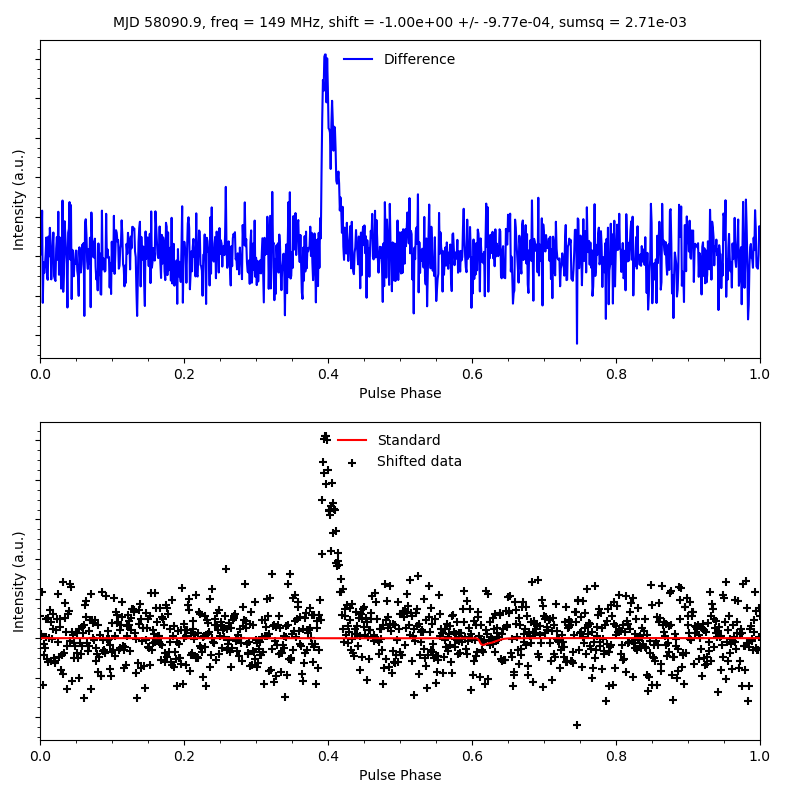 MJD 58090.9, freq = 149 MHz, shift = -1.00e+00 +/- -9.77e-04, sumsq = 2.71e-03
Difference
Intensity (a.u.)
0.0 0.2 0.4 0.6 0.8 1.0
Pulse Phase
Standard
Shifted data
Intensity (a.u.)
0.0 0.2 0.4 0.6 0.8 1.0
Pulse Phase